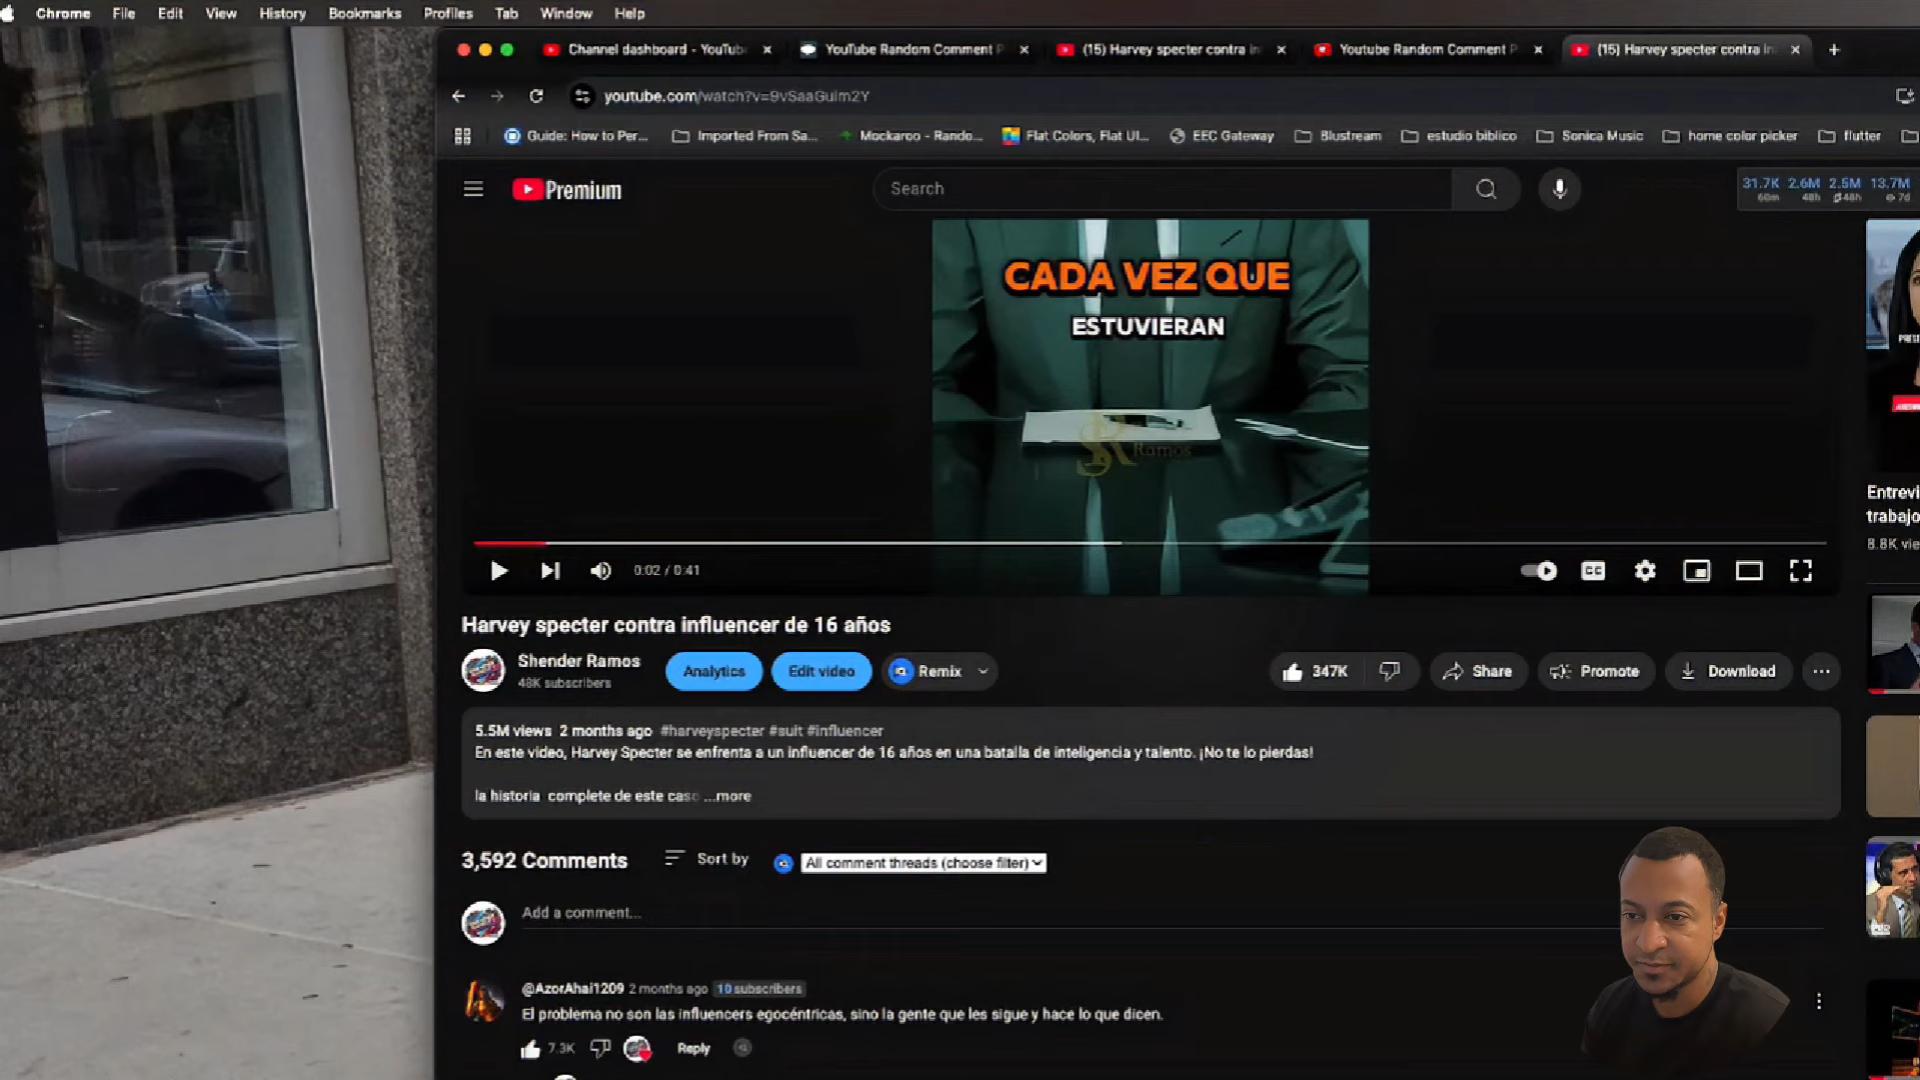 Chrome File Edit View History Bookmarks Profiles Tab Window Help
Channel dashboard - YouTub
YouTube Random Comment P
(15) Harvey specter contra in
Youtube Random Comment P
(15) Harvey specter contra in
youtube.com/watch?v=9vSaaGuIm2Y
Guide: How to Per...
Imported From Sa...
Mockaroo - Rando...
Flat Colors, Flat UI...
EEC Gateway
Blustream
estudio biblico
Sonica Music
home color picker
flutter
Premium
Search
31.7K 2.6M 2.5M 13.7M
60m 48h 48h 7d
CADA VEZ QUE
ESTUVIERAN
SR Ramos
0:02 / 0:41
CC
Harvey specter contra influencer de 16 años
Shender Ramos
48K subscribers
Analytics
Edit video
Remix
347K
Share
Promote
Download
5.5M views 2 months ago #harveyspecter #suit #influencer
En este video, Harvey Specter se enfrenta a un influencer de 16 años en una batalla de inteligencia y talento. ¡No te lo pierdas!
la historia complete de este caso ...more
3,592 Comments
Sort by
All comment threads (choose filter)
Add a comment...
@AzorAhai1209 2 months ago 10 subscribers
El problema no son las influencers egocéntricas, sino la gente que les sigue y hace lo que dicen.
7.3K
Reply
Entrevi
trabajo
8.8K vie